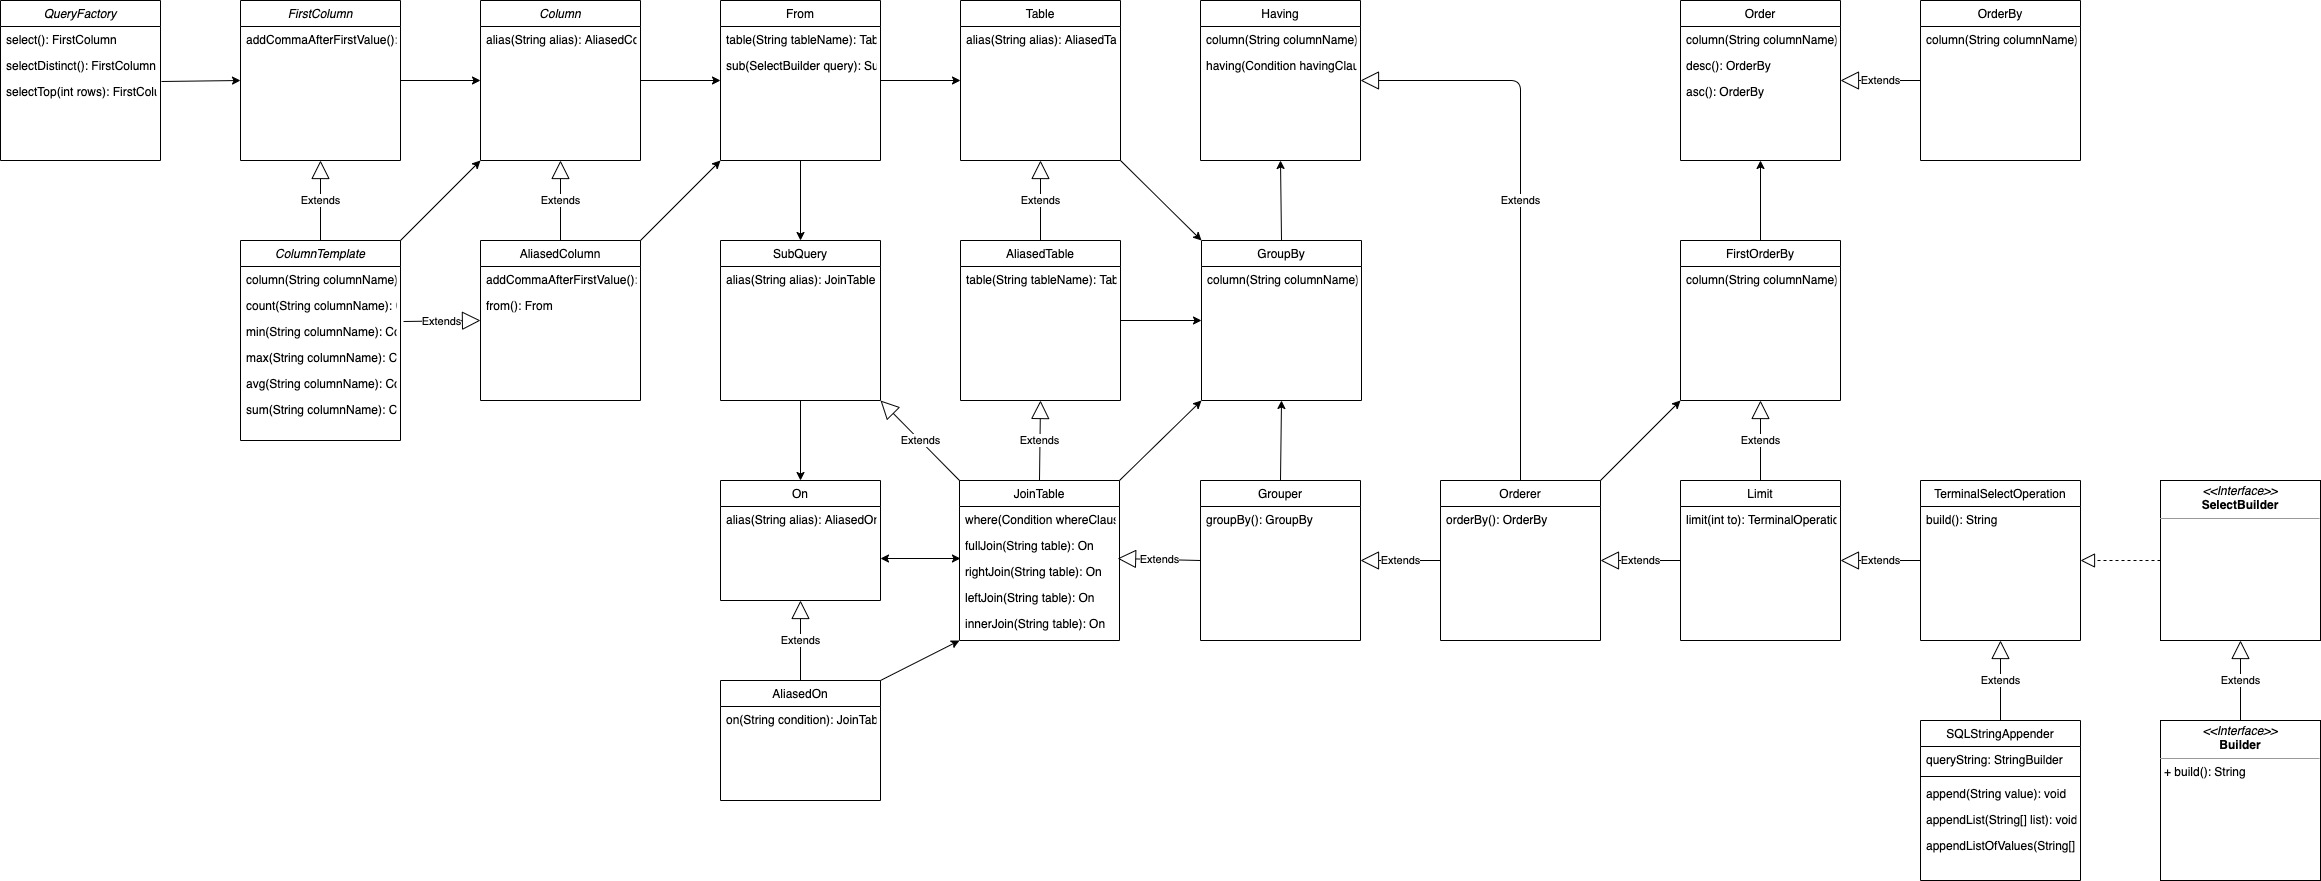 QueryFactory
select(): FirstColumn
selectDistinct(): FirstColumn
selectTop(int rows): FirstColu
FirstColumn
addCommaAfterFirstValue():
Column
alias(String alias): AliasedCo
From
table(String tableName): Tab
sub(SelectBuilder query): Su
Table
alias(String alias): AliasedTa
Having
column(String columnName)
having(Condition havingClau
Order
column(String columnName)
desc(): OrderBy
asc(): OrderBy
Extends
OrderBy
column(String columnName)
Extends
Extends
Extends
Extends
ColumnTemplate
column(String columnName)
count(String columnName):
min(String columnName): Co
max(String columnName): C
avg(String columnName): Co
sum(String columnName): C
Extends
AliasedColumn
addCommaAfterFirstValue():
from(): From
SubQuery
alias(String alias): JoinTable
AliasedTable
table(String tableName): Tab
GroupBy
column(String columnName)
FirstOrderBy
column(String columnName)
Extends
Extends
Extends
On
alias(String alias): AliasedOn
JoinTable
where(Condition whereClaus
fullJoin(String table): On
rightJoin(String table): On
leftJoin(String table): On
innerJoin(String table): On
Extends
Grouper
groupBy(): GroupBy
Extends
Orderer
orderBy(): OrderBy
Extends
Limit
limit(int to): TerminalOperatic
Extends
TerminalSelectOperation
build(): String
<<Interface>>
SelectBuilder
Extends
Extends
Extends
AliasedOn
on(String condition): JoinTab
SQLStringAppender
queryString: StringBuilder
append(String value): void
appendList(String[] list): void
appendListOfValues(String[]
<<Interface>>
Builder
+ build(): String